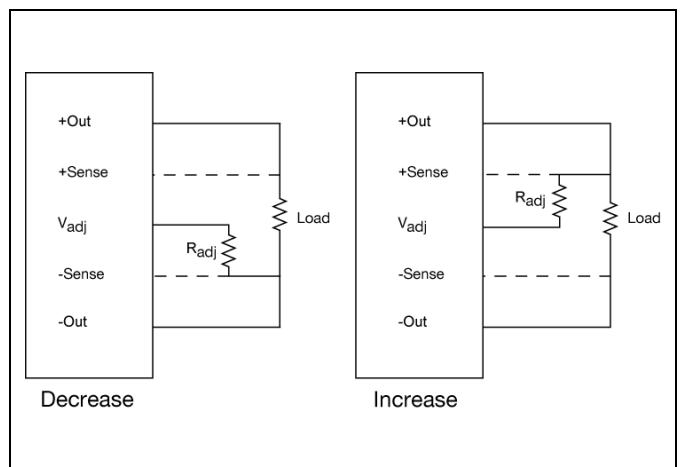 +Out
+Sense
Vadj
Radj
-Sense
-Out
Load
Decrease
+Out
+Sense
Radj
Vadj
-Sense
-Out
Load
Increase